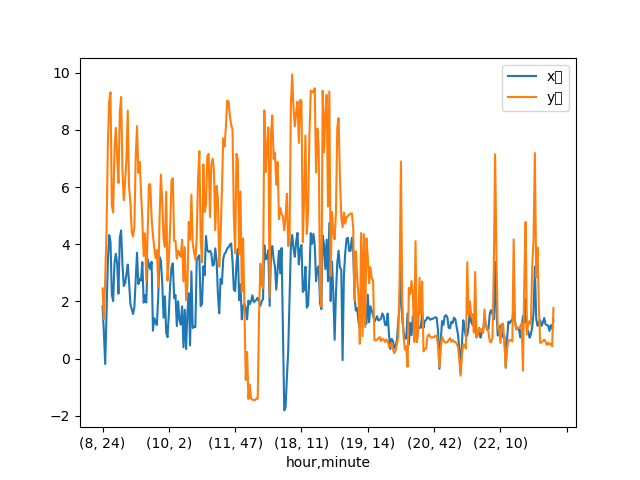 x
y
10
8
6
4
2
0
−2
(8, 24) (10, 2) (11, 47) (18, 11) (19, 14) (20, 42) (22, 10)
hour,minute